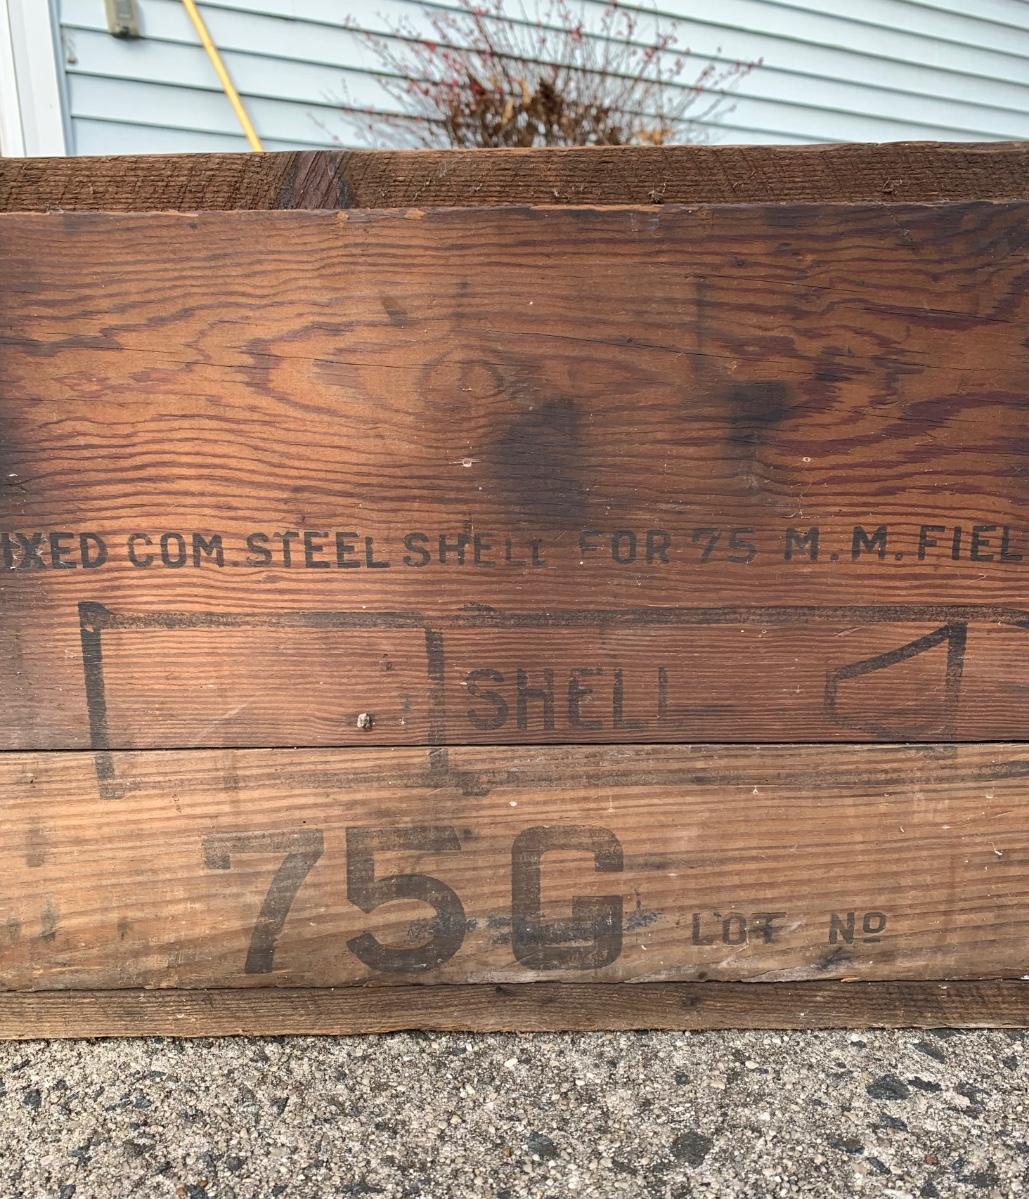 IXED COM. STEEL SHELL FOR 75 M.M. FIEL
SHELL
75G LOT Nº